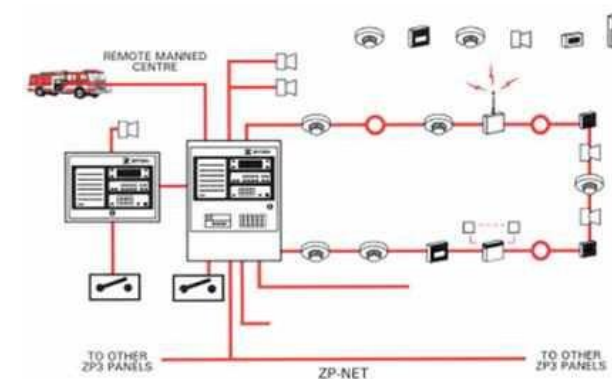 REMOTE MANNED
CENTRE
TO OTHER
ZP3 PANELS
ZP-NET
TO OTHER
ZP3 PANELS